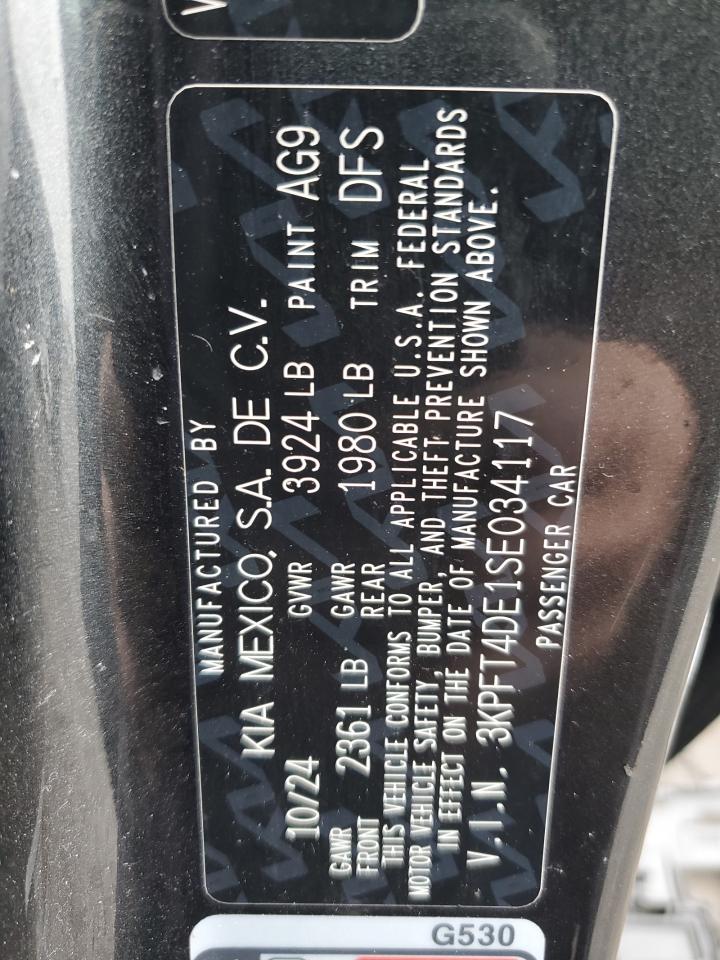 V
MANUFACTURED BY
KIA MEXICO, S.A. DE C.V.
10/24 GVWR 3924 LB PAINT AG9
GAWR FRONT 2361 LB GAWR REAR 1980 LB TRIM DFS
THIS VEHICLE CONFORMS TO ALL APPLICABLE U.S.A. FEDERAL
MOTOR VEHICLE SAFETY, BUMPER, AND THEFT PREVENTION STANDARDS
IN EFFECT ON THE DATE OF MANUFACTURE SHOWN ABOVE.
V.I.N. 3KPFT4DE1SE034117
PASSENGER CAR
G530